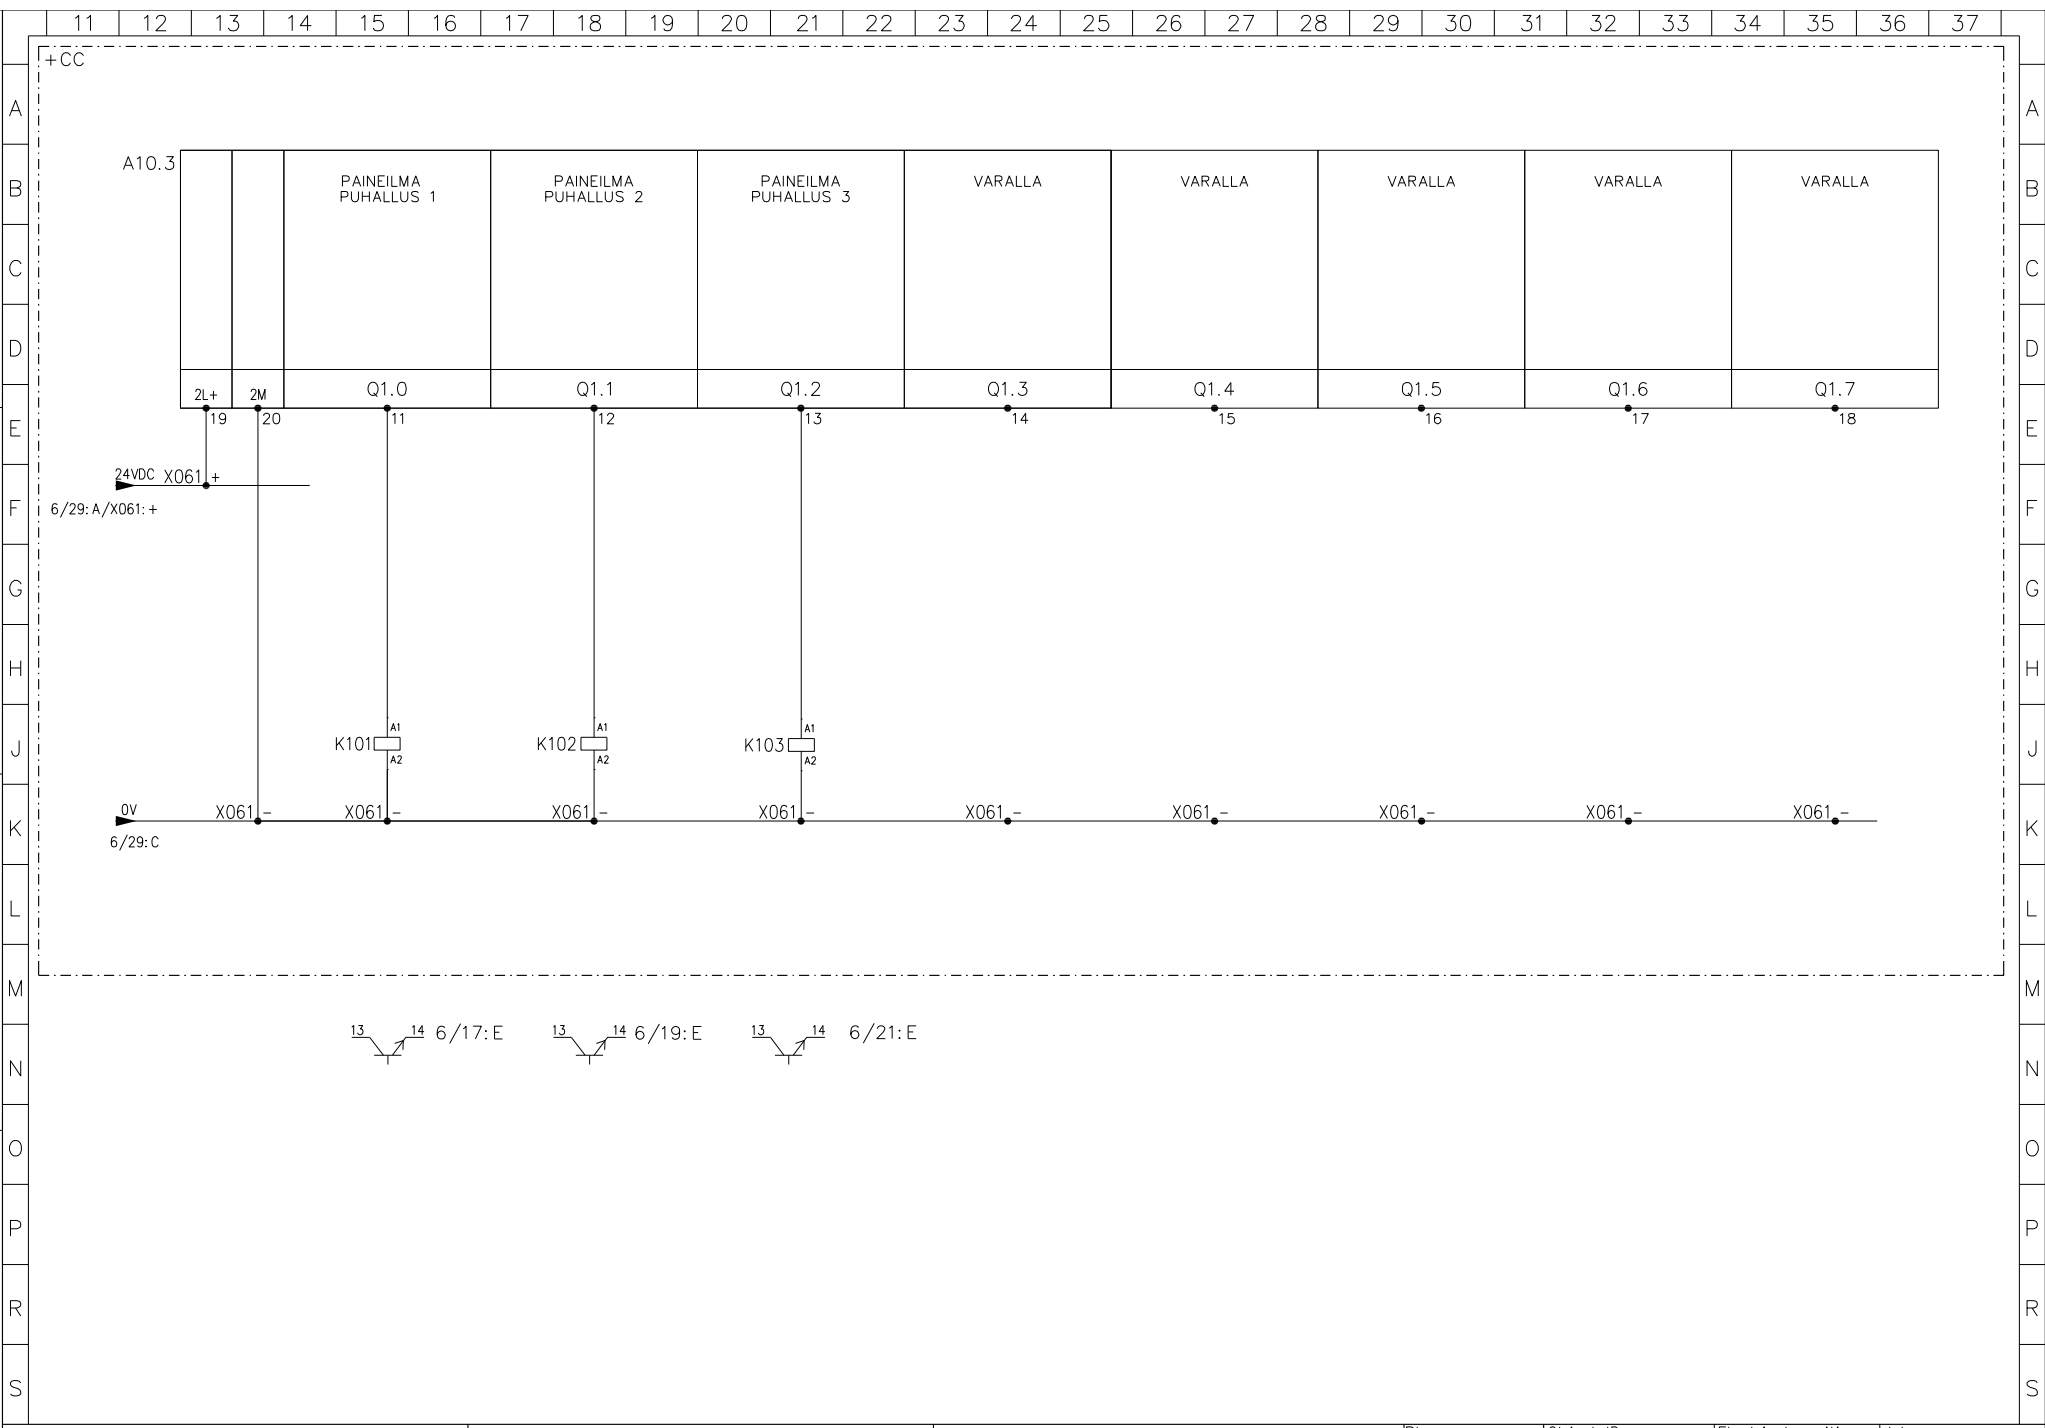 11 12 13 14 15 16 17 18 19 20 21 22 23 24 25 26 27 28 29 30 31 32 33 34 35 36 37
+CC
A A
A10.3
B B
PAINEILMA PUHALLUS 1
PAINEILMA PUHALLUS 2
PAINEILMA PUHALLUS 3
VARALLA VARALLA VARALLA VARALLA VARALLA
C C
D D
2L+ 2M Q1.0 Q1.1 Q1.2 Q1.3 Q1.4 Q1.5 Q1.6 Q1.7
19 20 11 12 13 14 15 16 17 18
E E
24VDC X061 +
F 6/29:A/X061:+ F
G G
H H
A1 A1 A1
J K101 K102 K103 J
A2 A2 A2
0V X061 - X061 - X061 - X061 - X061 - X061 - X061 - X061 - X061 -
K K
6/29:C
L L
M M
13 14 6/17:E 13 14 6/19:E 13 14 6/21:E
N N
O O
P P
R R
S S